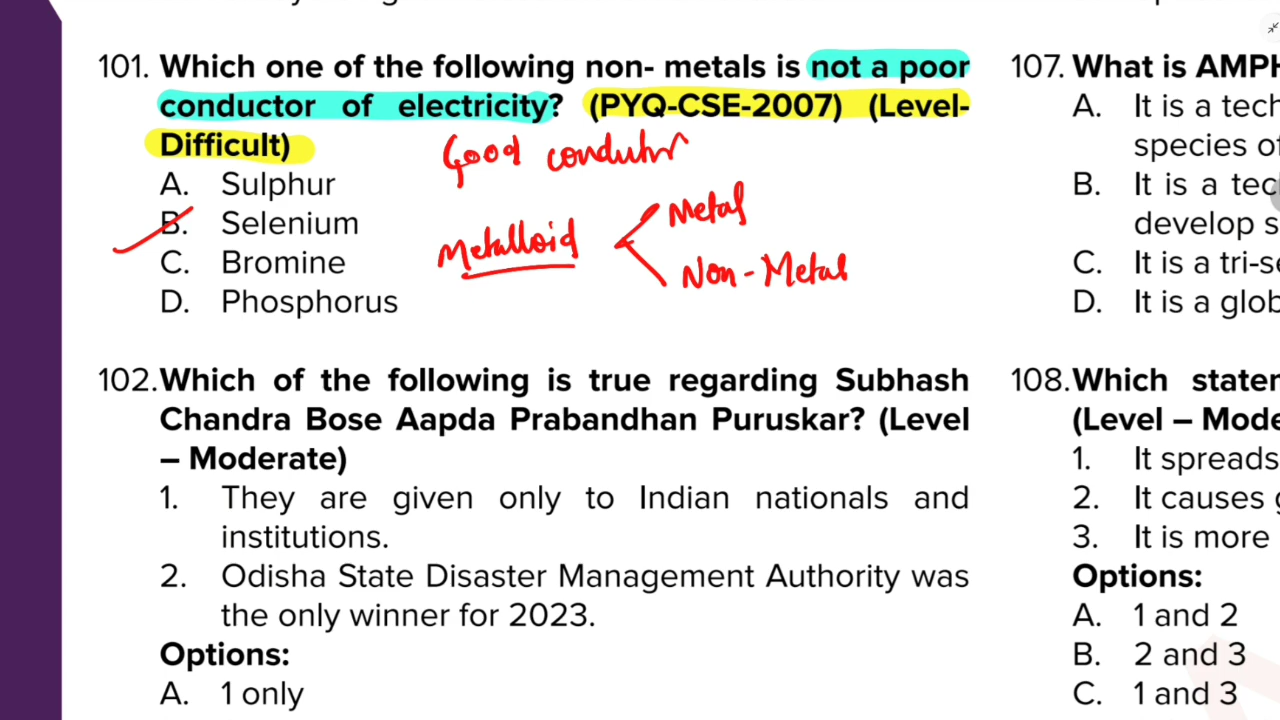 101. Which one of the following non- metals is not a poor
conductor of electricity? (PYQ-CSE-2007) (Level-
Difficult)
Good condutor
A. Sulphur
B. Selenium
C. Bromine
D. Phosphorus
Metalloid
Metal
Non-Metal
102. Which of the following is true regarding Subhash
Chandra Bose Aapda Prabandhan Puruskar? (Level
– Moderate)
1. They are given only to Indian nationals and
institutions.
2. Odisha State Disaster Management Authority was
the only winner for 2023.
Options:
A. 1 only
107. What is AMPH
A. It is a tech
species of
B. It is a tec
develop s
C. It is a tri-se
D. It is a glob
108. Which stater
(Level – Mode
1. It spreads
2. It causes
3. It is more
Options:
A. 1 and 2
B. 2 and 3
C. 1 and 3